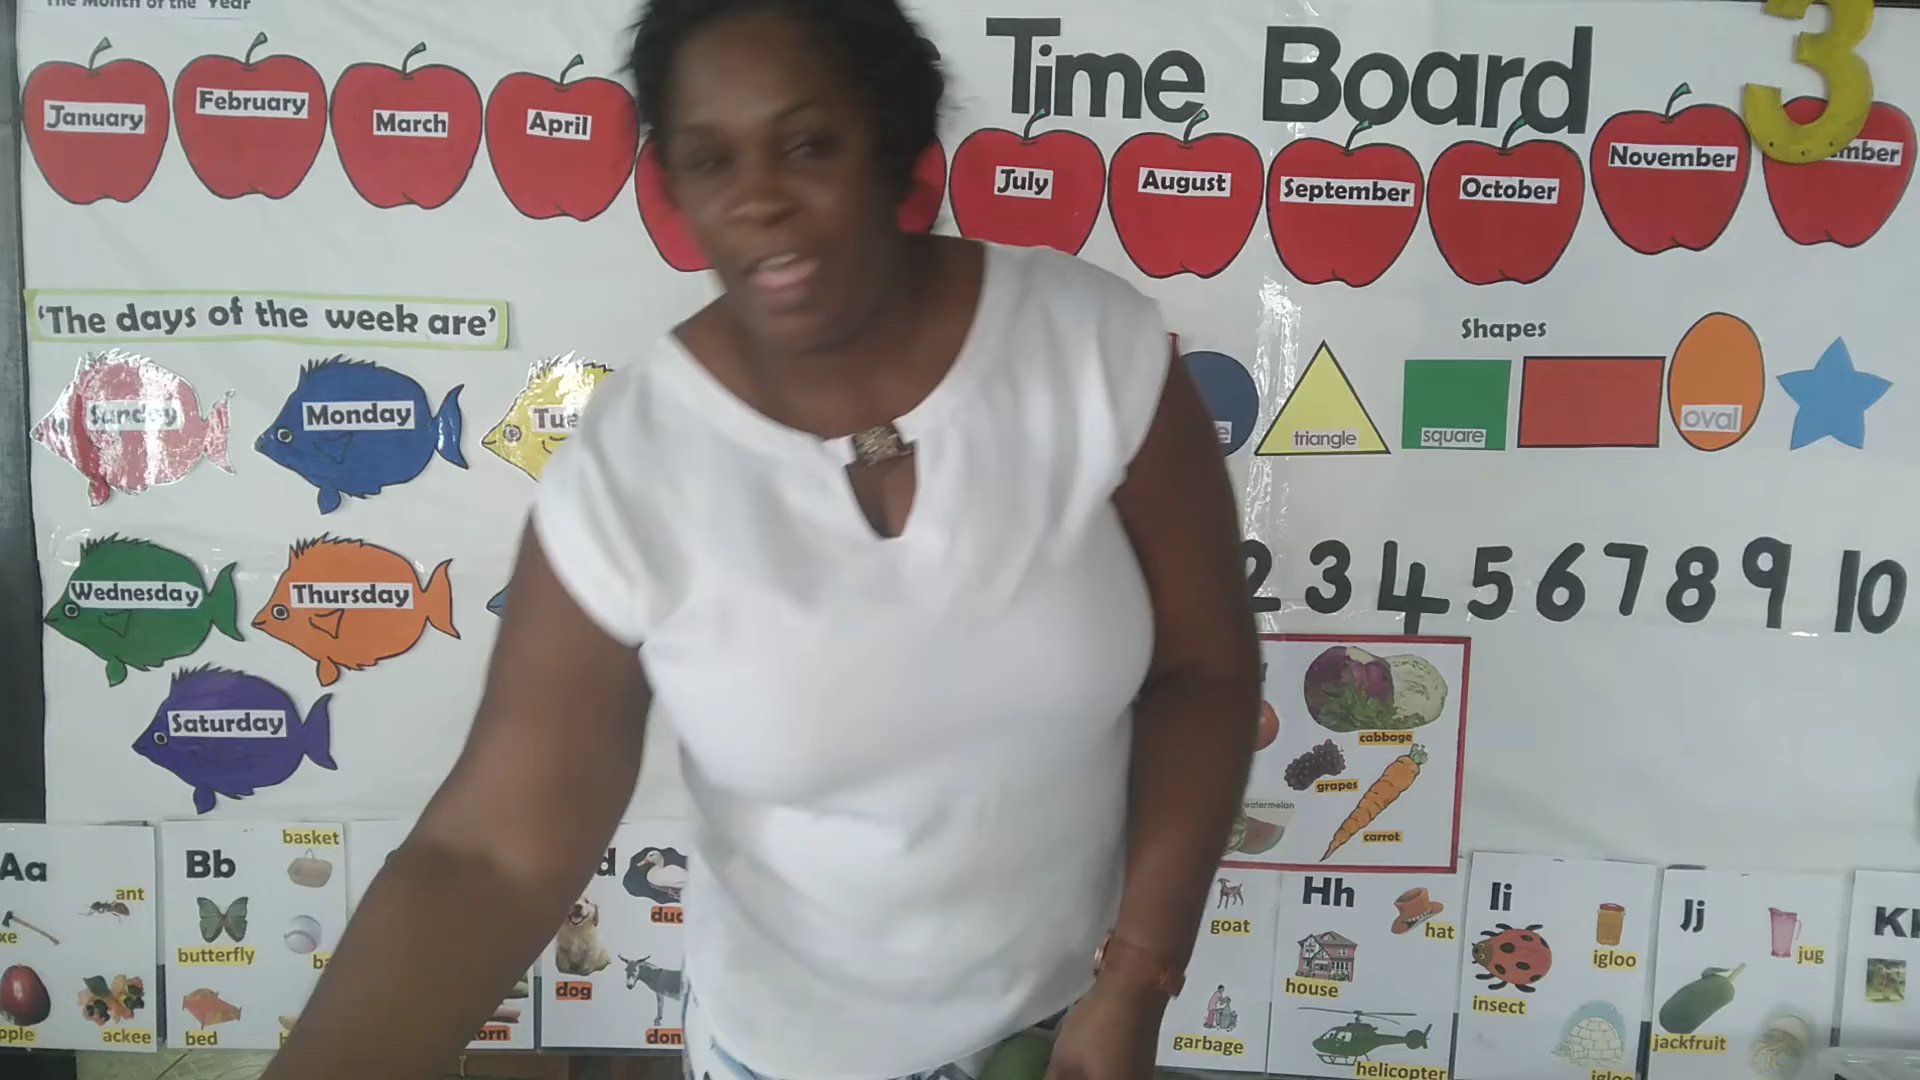 The Month of the Year
Time Board
3
January
February
March
April
July
August
September
October
November
'The days of the week are'
Sunday
Monday
Wednesday
Thursday
Saturday
Shapes
triangle
square
oval
2 3 4 5 6 7 8 9 10
cabbage
grapes
watermelon
carrot
Aa
ant
ackee
Bb
basket
butterfly
bed
dog
goat
garbage
Hh
hat
house
helicopter
Ii
igloo
insect
igloo
Jj
jug
jackfruit